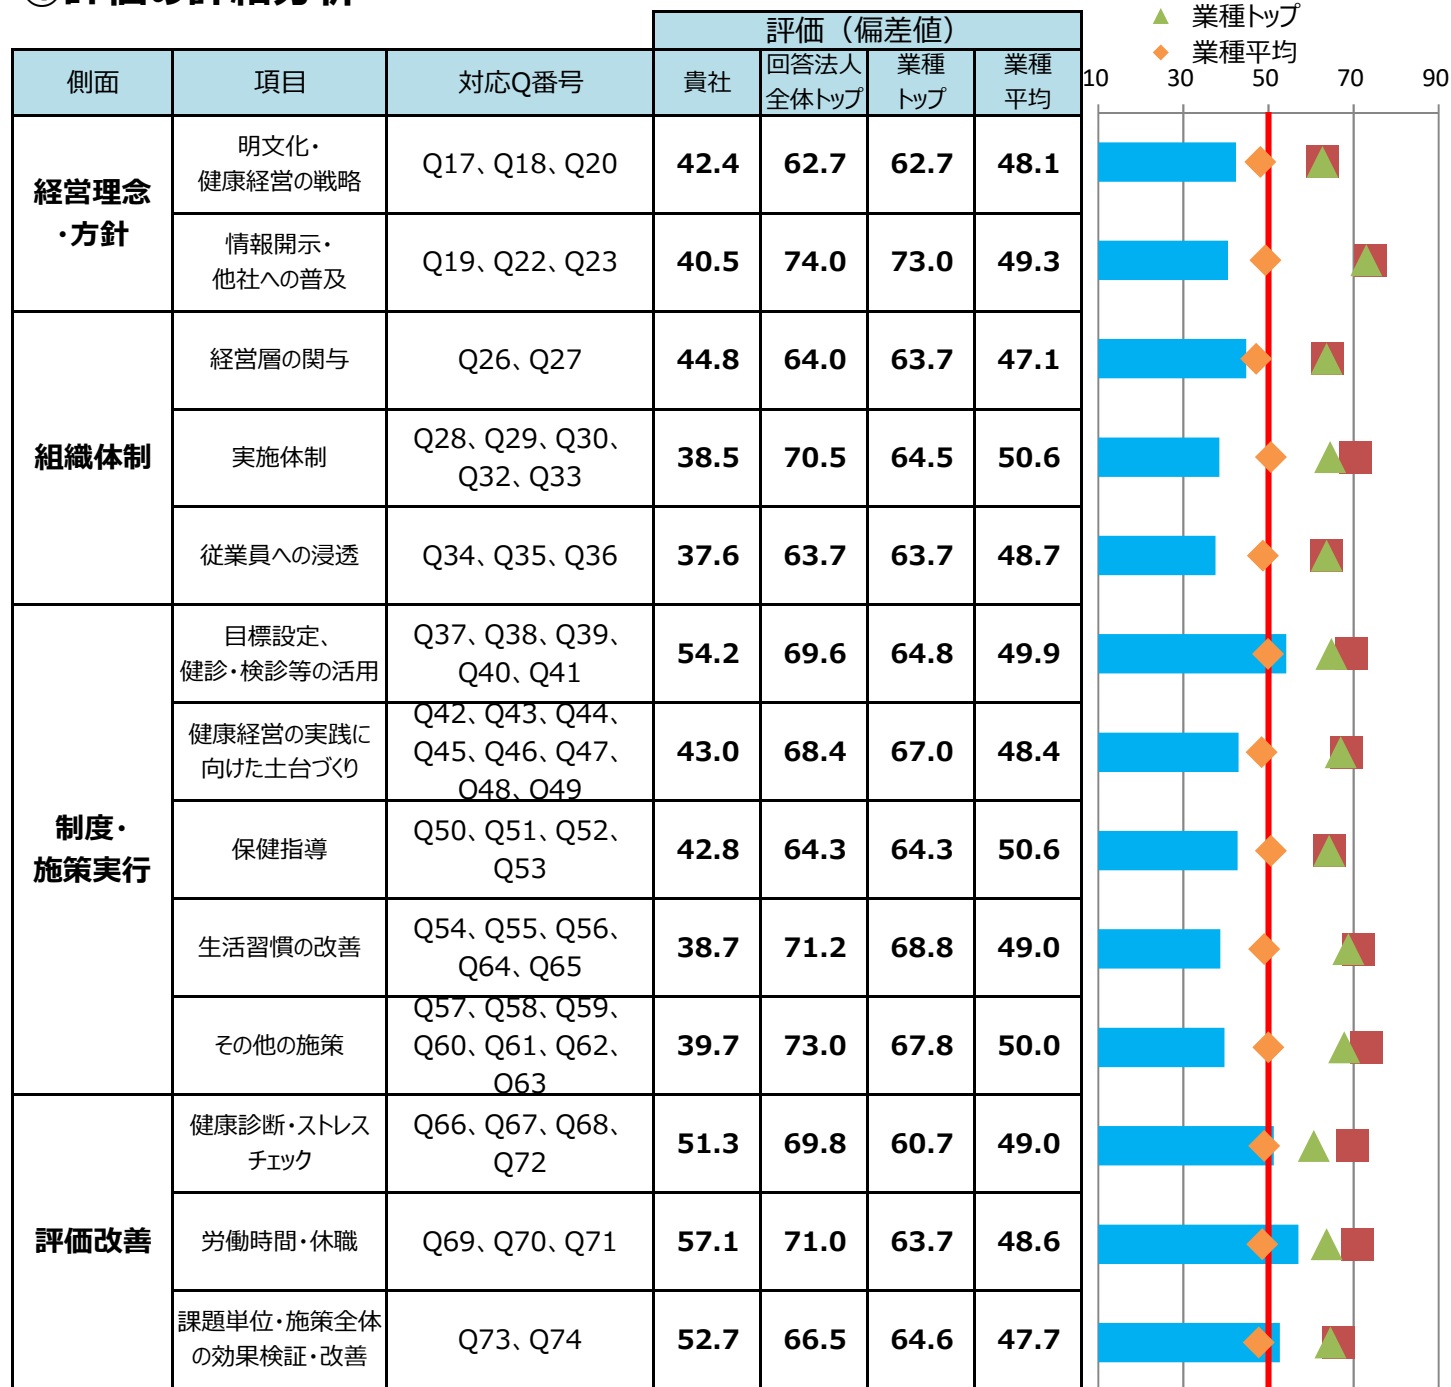 評価（偏差値）
側面 項目 対応Q番号 貴社 回答法人 業種 業種
全体トップ トップ 平均
▲ 業種トップ
◆ 業種平均
10 30 50 70 90
経営理念
・方針
明文化・
健康経営の戦略
Q17、Q18、Q20
42.4 62.7 62.7 48.1
情報開示・
他社への普及
Q19、Q22、Q23
40.5 74.0 73.0 49.3
組織体制
経営層の関与
Q26、Q27
44.8 64.0 63.7 47.1
実施体制
Q28、Q29、Q30、
Q32、Q33
38.5 70.5 64.5 50.6
従業員への浸透
Q34、Q35、Q36
37.6 63.7 63.7 48.7
制度・
施策実行
目標設定、
健診・検診等の活用
Q37、Q38、Q39、
Q40、Q41
54.2 69.6 64.8 49.9
健康経営の実践に
向けた土台づくり
Q42、Q43、Q44、
Q45、Q46、Q47、
Q48、Q49
43.0 68.4 67.0 48.4
保健指導
Q50、Q51、Q52、
Q53
42.8 64.3 64.3 50.6
生活習慣の改善
Q54、Q55、Q56、
Q64、Q65
38.7 71.2 68.8 49.0
その他の施策
Q57、Q58、Q59、
Q60、Q61、Q62、
Q63
39.7 73.0 67.8 50.0
評価改善
健康診断・ストレス
チェック
Q66、Q67、Q68、
Q72
51.3 69.8 60.7 49.0
労働時間・休職
Q69、Q70、Q71
57.1 71.0 63.7 48.6
課題単位・施策全体
の効果検証・改善
Q73、Q74
52.7 66.5 64.6 47.7